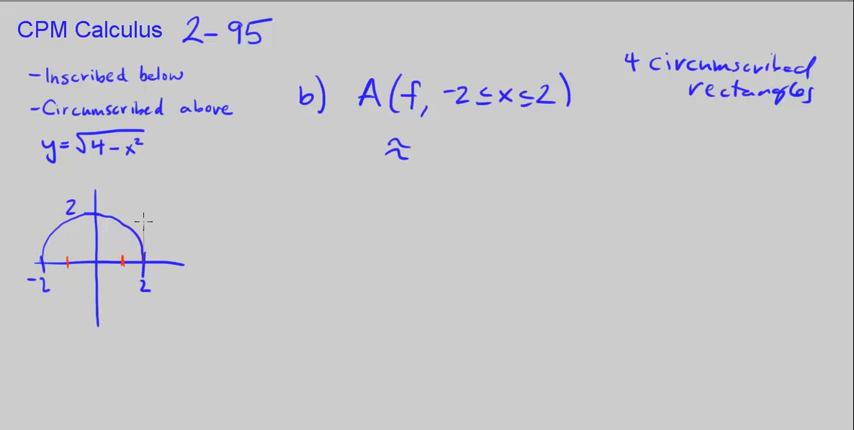 CPM Calculus 2-95
-Inscribed below
-Circumscribed above
y=√4-x²
b) A(f, -2≤x≤2)
≈
4 circumscribed
rectangles
2
-2
2